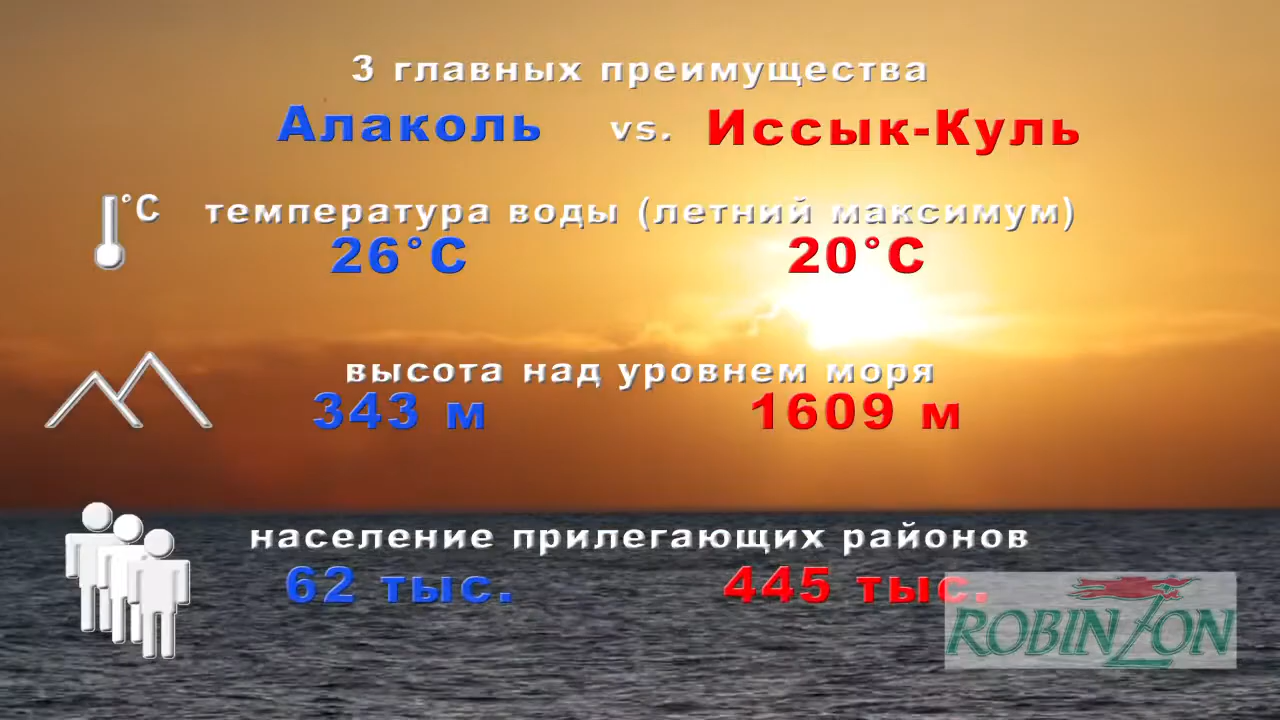 3 главных преимущества
Алаколь vs. Иссык-Куль
°C температура воды (летний максимум)
26°C 20°C
высота над уровнем моря
343 м 1609 м
население прилегающих районов
62 тыс. 445 тыс.
ROBINZON